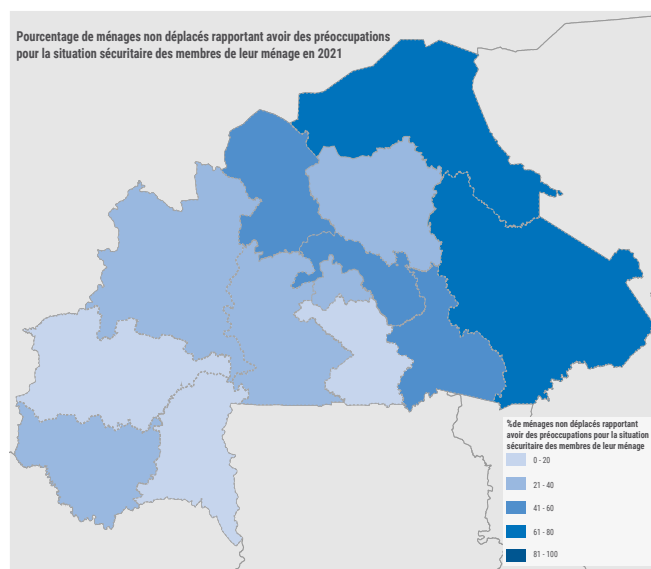 Pourcentage de ménages non déplacés rapportant avoir des préoccupations
pour la situation sécuritaire des membres de leur ménage en 2021
%de ménages non déplacés rapportant
avoir des préoccupations pour la situation
sécuritaire des membres de leur ménage
0 - 20
21 - 40
41 - 60
61 - 80
81 - 100